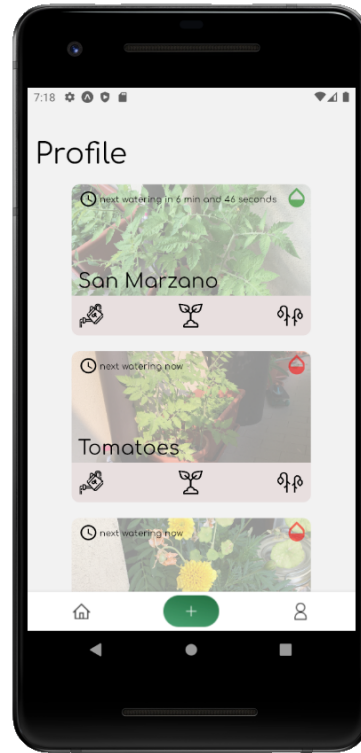 7:18
Profile
next watering in 6 min and 46 seconds
San Marzano
next watering now
Tomatoes
next watering now
+